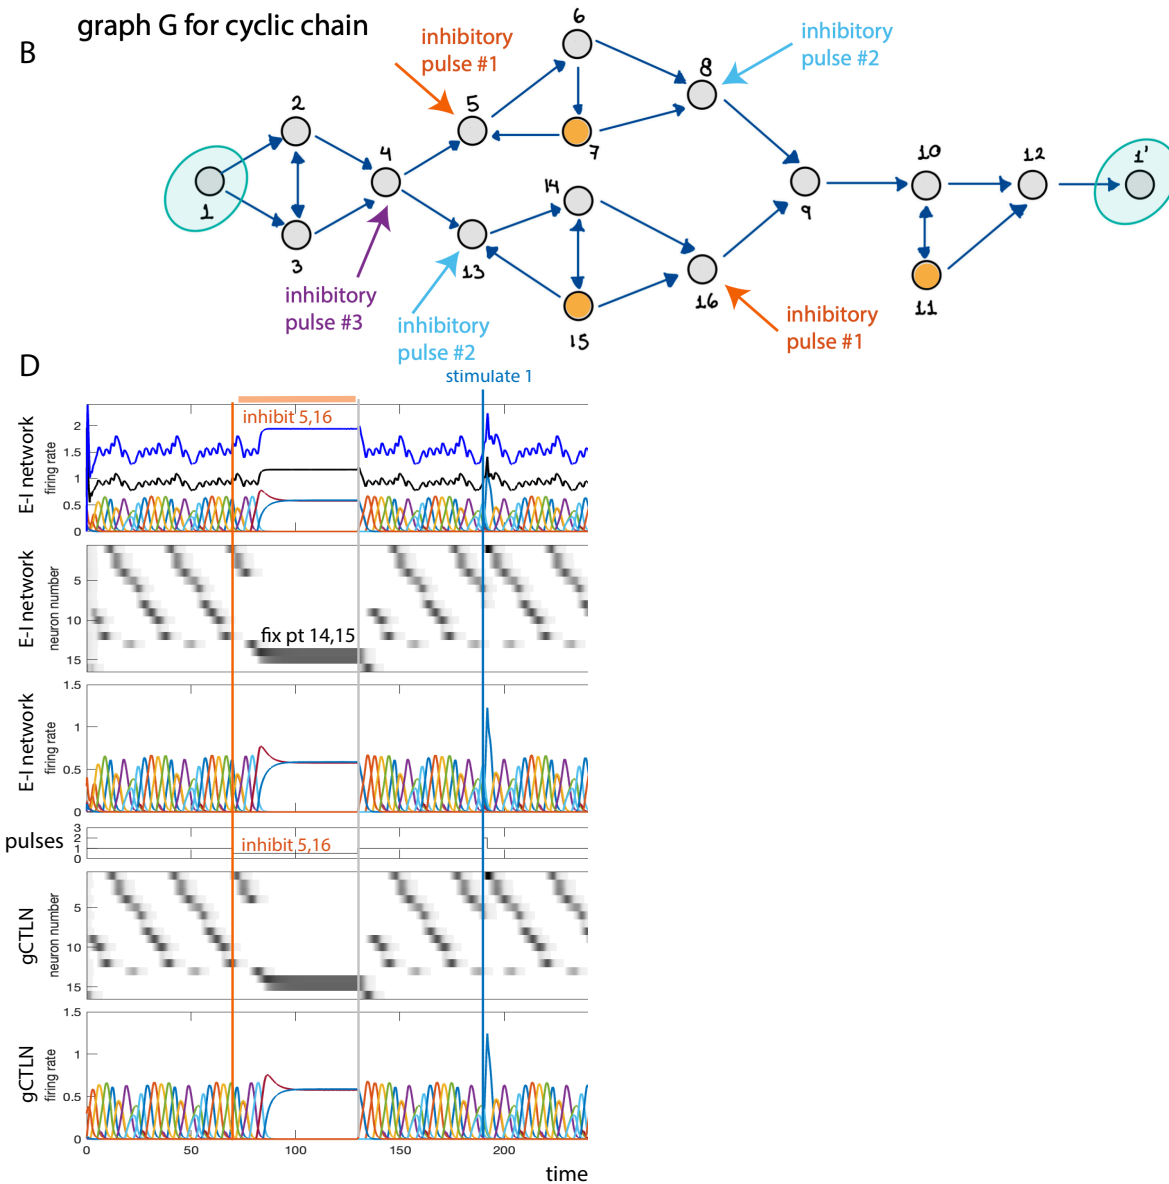 graph G for cyclic chain
B
inhibitory
pulse #1
6
inhibitory
pulse #2
8
5
2
7
4
14
10
12
1'
1
9
3
13
16
11
inhibitory
pulse #3
inhibitory
pulse #2
15
inhibitory
pulse #1
D
stimulate 1
E-I network
firing rate
inhibit 5,16
2
1.5
1
0.5
0
E-I network
neuron number
5
10
15
fix pt 14,15
E-I network
firing rate
1.5
1
0.5
0
pulses
3
2
1
0
inhibit 5,16
gCTLN
neuron number
5
10
15
gCTLN
firing rate
1.5
1
0.5
0
0 50 100 150 200
time